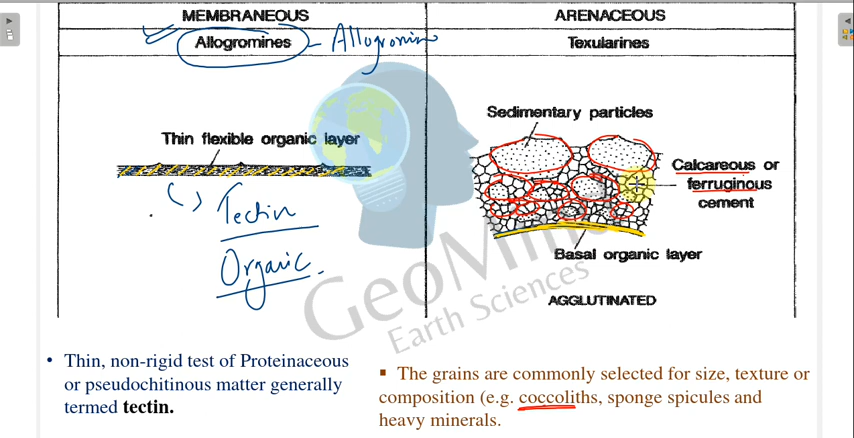 MEMBRANEOUS
ARENACEOUS
Allogromines
Allogromin
Texularines
Thin flexible organic layer
Tectin
Organic.
Sedimentary particles
Calcareous or
ferruginous
cement
Basal organic layer
AGGLUTINATED
GeoMin
Earth Sciences
• Thin, non-rigid test of Proteinaceous
or pseudochitinous matter generally
termed tectin.
▪ The grains are commonly selected for size, texture or
composition (e.g. coccoliths, sponge spicules and
heavy minerals.